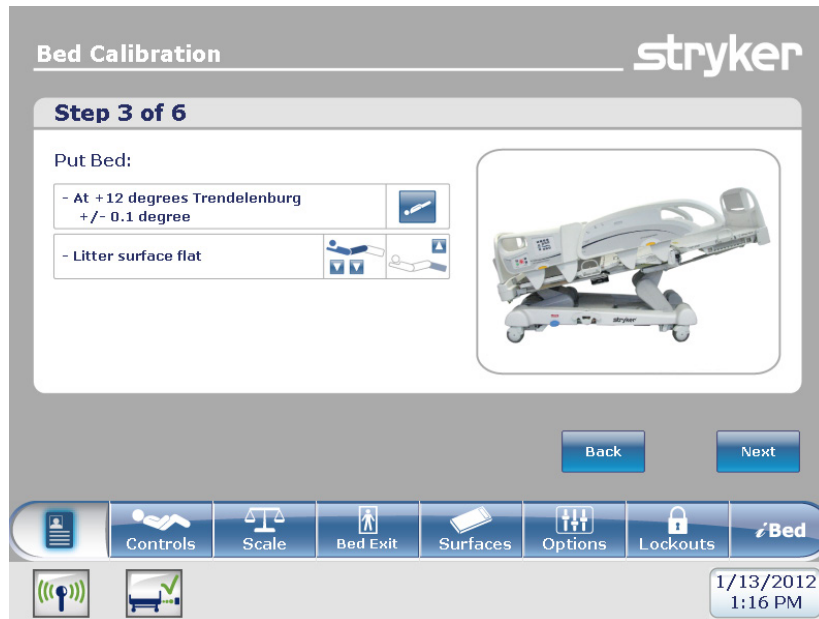 Bed Calibration
stryker
Step 3 of 6
Put Bed:
- At +12 degrees Trendelenburg
+/- 0.1 degree
- Litter surface flat
stryker
Back
Next
Controls
Scale
Bed Exit
Surfaces
Options
Lockouts
iBed
1/13/2012
1:16 PM